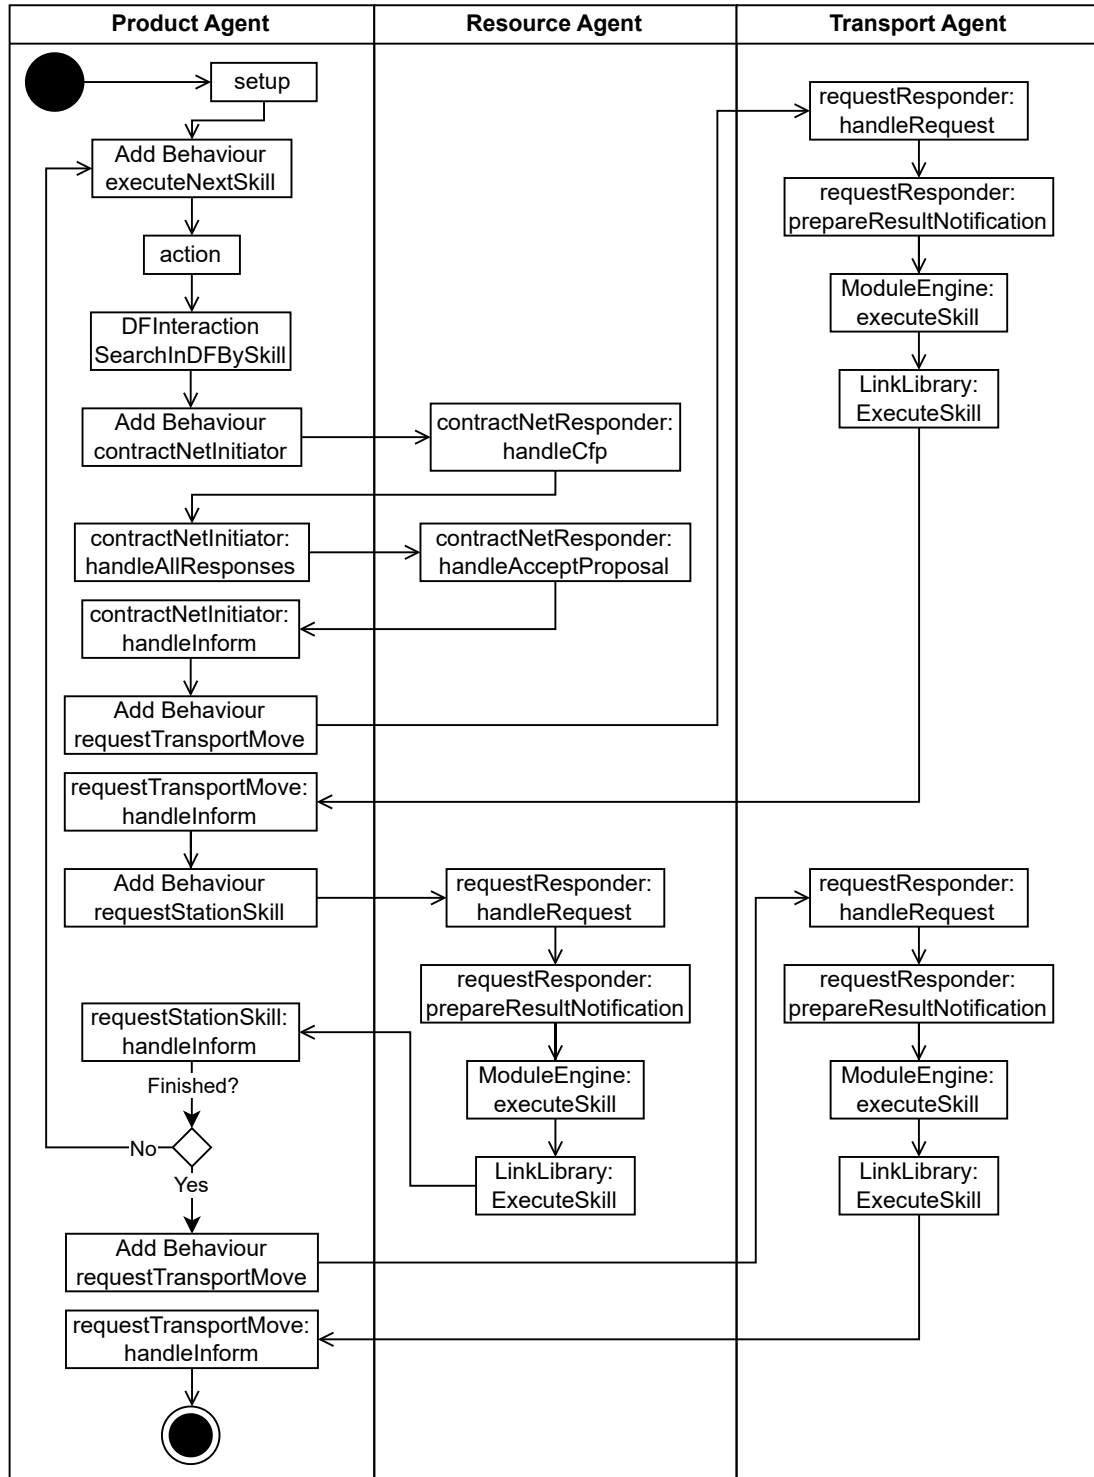 Product Agent
Resource Agent
Transport Agent
setup
Add Behaviour
executeNextSkill
action
DFInteraction
SearchInDFBySkill
Add Behaviour
contractNetInitiator
contractNetResponder:
handleCfp
contractNetInitiator:
handleAllResponses
contractNetResponder:
handleAcceptProposal
contractNetInitiator:
handleInform
Add Behaviour
requestTransportMove
requestResponder:
handleRequest
requestResponder:
prepareResultNotification
ModuleEngine:
executeSkill
LinkLibrary:
ExecuteSkill
requestTransportMove:
handleInform
Add Behaviour
requestStationSkill
requestResponder:
handleRequest
requestResponder:
prepareResultNotification
ModuleEngine:
executeSkill
LinkLibrary:
ExecuteSkill
requestStationSkill:
handleInform
Finished?
No
Yes
Add Behaviour
requestTransportMove
requestResponder:
handleRequest
requestResponder:
prepareResultNotification
ModuleEngine:
executeSkill
LinkLibrary:
ExecuteSkill
requestTransportMove:
handleInform